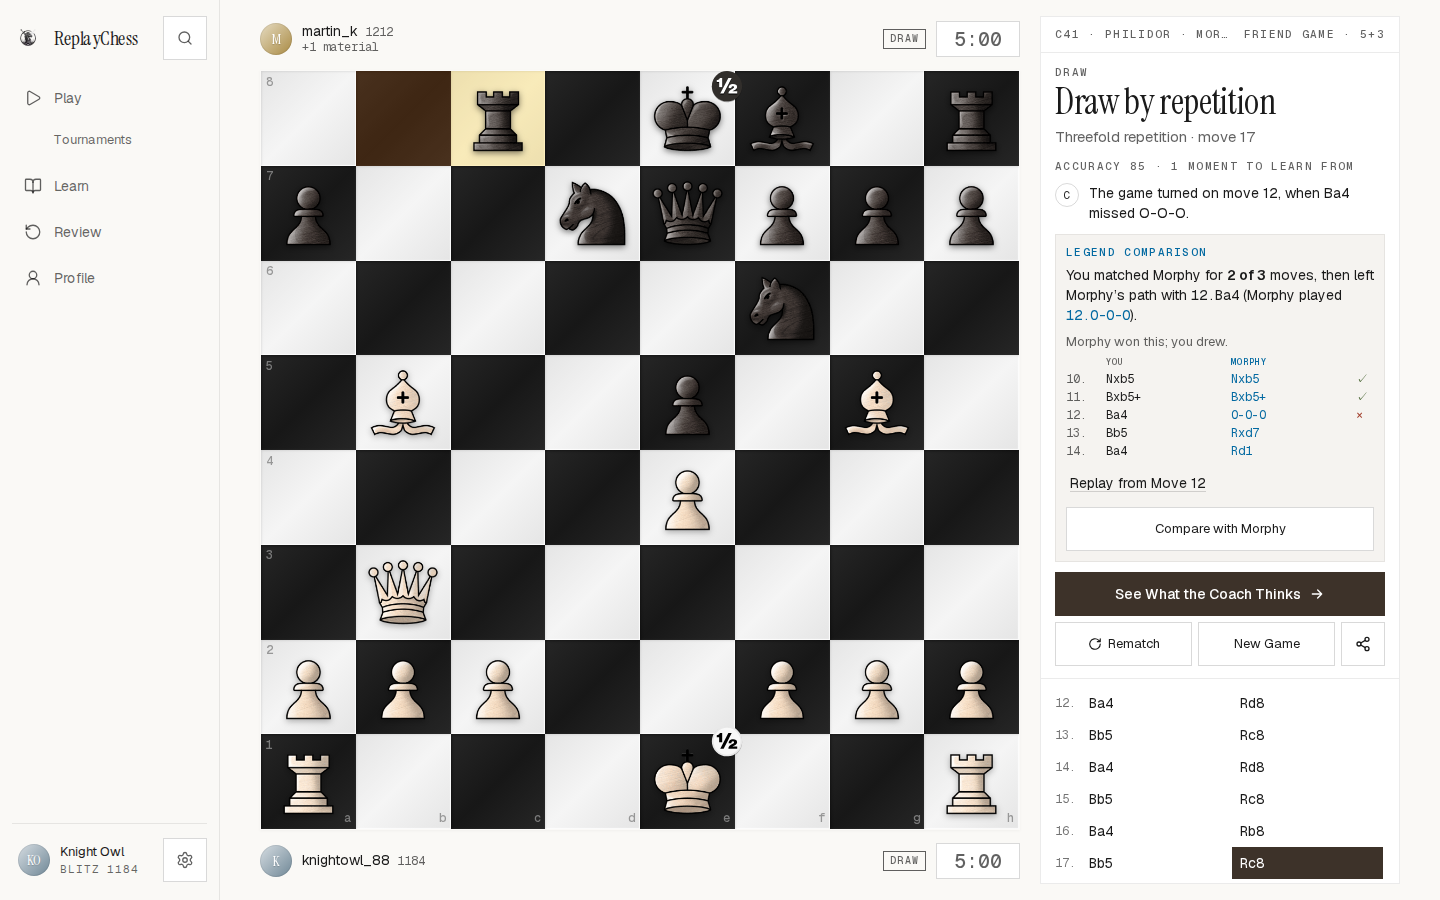 ReplayChess
Play
Tournaments
Learn
Review
Profile
KO
Knight Owl
BLITZ 1184
M
martin_k 1212
+1 material
DRAW
5:00
8
½
7
6
5
4
3
2
½
1
a
b
c
d
e
f
g
h
K
knightowl_88 1184
DRAW
5:00
C41 · PHILIDOR · MOR… FRIEND GAME · 5+3
DRAW
Draw by repetition
Threefold repetition · move 17
ACCURACY 85 · 1 MOMENT TO LEARN FROM
C
The game turned on move 12, when Ba4
missed O-O-O.
LEGEND COMPARISON
You matched Morphy for 2 of 3 moves, then left
Morphy's path with 12.Ba4 (Morphy played
12.O-O-O).
Morphy won this; you drew.
YOU MORPHY
10. Nxb5 Nxb5 ✓
11. Bxb5+ Bxb5+ ✓
12. Ba4 O-O-O ×
13. Bb5 Rxd7
14. Ba4 Rd1
Replay from Move 12
Compare with Morphy
See What the Coach Thinks →
Rematch
New Game
12. Ba4 Rd8
13. Bb5 Rc8
14. Ba4 Rd8
15. Bb5 Rc8
16. Ba4 Rb8
17. Bb5 Rc8